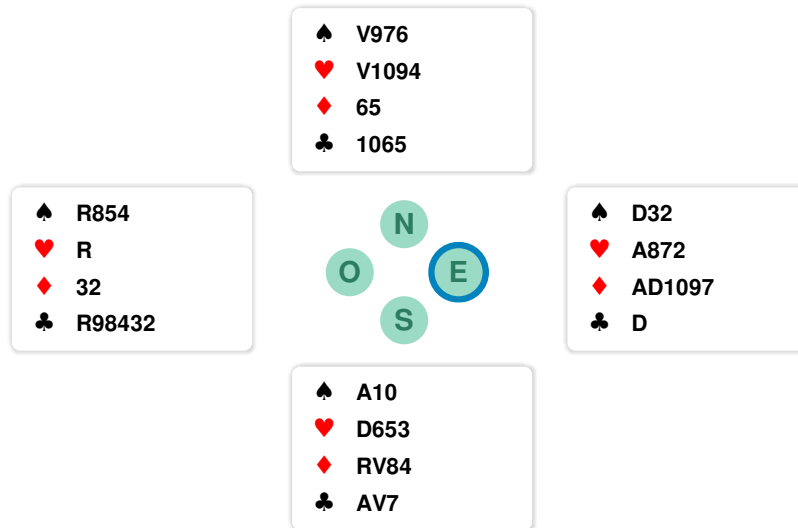 ♠ V976
♥ V1094
♦ 65
♣ 1065
♠ R854
♥ R
♦ 32
♣ R98432
N
O
E
S
♠ D32
♥ A872
♦ AD1097
♣ D
♠ A10
♥ D653
♦ RV84
♣ AV7